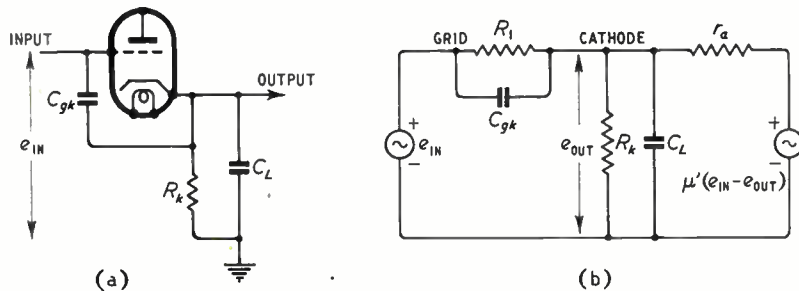 INPUT
OUTPUT
C_gk
e_IN
R_k
C_L
(a)
GRID
R_1
CATHODE
r_a
C_gk
e_IN
e_OUT
R_k
C_L
μ'(e_IN-e_OUT)
(b)